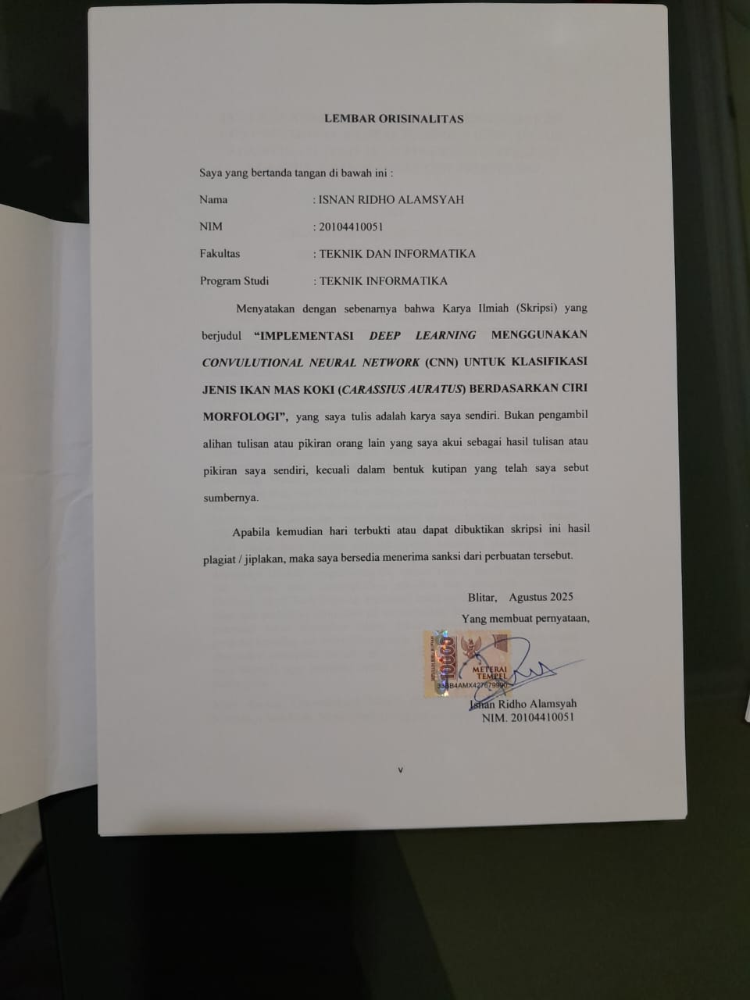 LEMBAR ORISINALITAS
Saya yang bertanda tangan di bawah ini :
Nama : ISNAN RIDHO ALAMSYAH
NIM : 20104410051
Fakultas : TEKNIK DAN INFORMATIKA
Program Studi : TEKNIK INFORMATIKA
Menyatakan dengan sebenarnya bahwa Karya Ilmiah (Skripsi) yang
berjudul “IMPLEMENTASI DEEP LEARNING MENGGUNAKAN
CONVULUTIONAL NEURAL NETWORK (CNN) UNTUK KLASIFIKASI
JENIS IKAN MAS KOKI (CARASSIUS AURATUS) BERDASARKAN CIRI
MORFOLOGI”, yang saya tulis adalah karya saya sendiri. Bukan pengambil
alihan tulisan atau pikiran orang lain yang saya akui sebagai hasil tulisan atau
pikiran saya sendiri, kecuali dalam bentuk kutipan yang telah saya sebut
sumbernya.
Apabila kemudian hari terbukti atau dapat dibuktikan skripsi ini hasil
plagiat / jiplakan, maka saya bersedia menerima sanksi dari perbuatan tersebut.
Blitar, Agustus 2025
Yang membuat pernyataan,
10000
METERAI
TEMPEL
Isnan Ridho Alamsyah
NIM. 20104410051
v